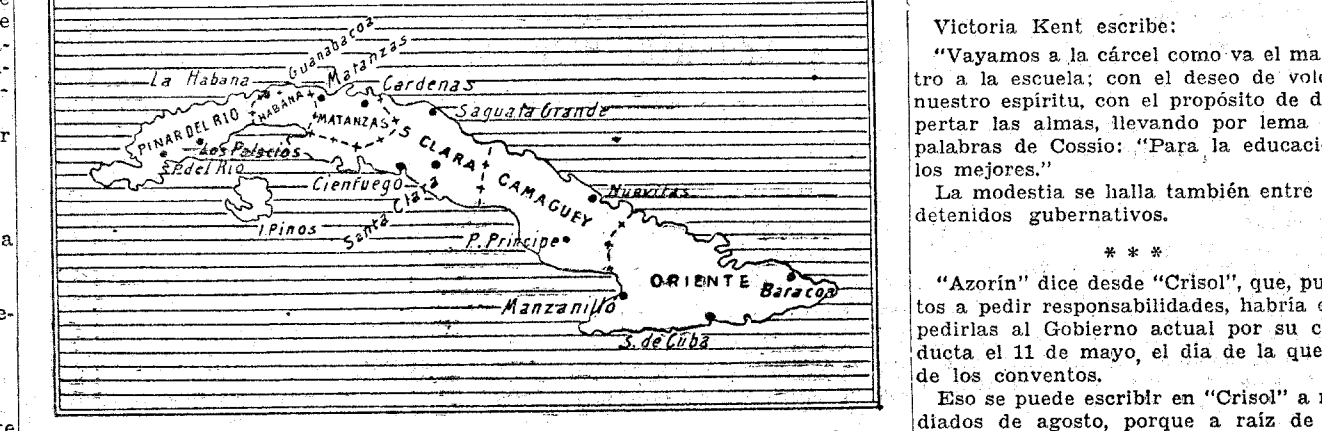 Guanabacoa
Matanzas
La Habana
Cardenas
Sagua la Grande
PINAR DEL RIO
HABANA
MATANZAS
S CLARA
Los Palacios
P. del Rio
Cienfuego
Santa Clara
CAMAGUEY
Nuevitas
I Pinos
P. Principe
ORIENTE
Baracoa
Manzanillo
S. de Cuba
Victoria Kent escribe:
"Vayamos a la cárcel como va el ma
tro a la escuela; con el deseo de vol
nuestro espíritu, con el propósito de d
pertar las almas, llevando por lema
palabras de Cossio: "Para la educaci
los mejores."
La modestia se halla también entre
detenidos gubernativos.
* * *
"Azorín" dice desde "Crisol", que, pu
tos a pedir responsabilidades, habría
pedirlas al Gobierno actual por su c
ducta el 11 de mayo, el día de la que
de los conventos.
Eso se puede escribir en "Crisol" a
diados de agosto, porque a raíz de